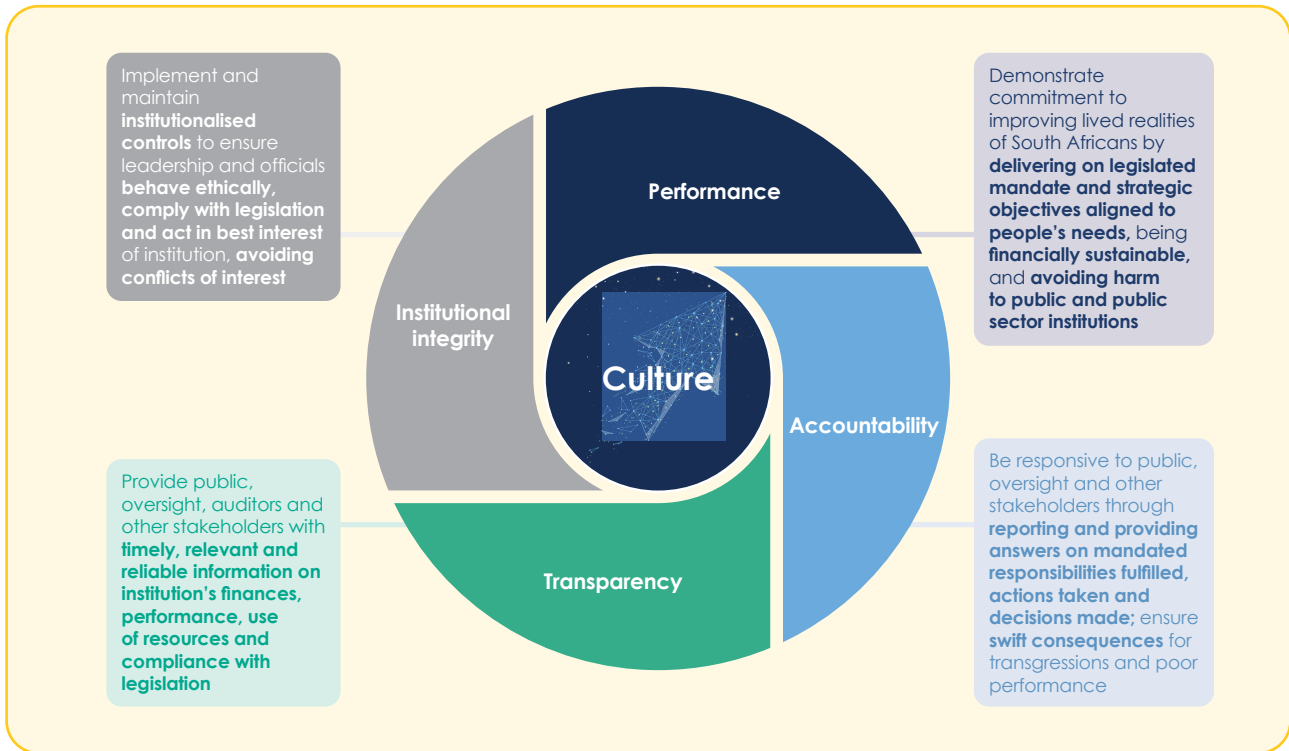 Implement and
maintain
institutionalised
controls to ensure
leadership and officials
behave ethically,
comply with legislation
and act in best interest
of institution, avoiding
conflicts of interest
Performance
Demonstrate
commitment to
improving lived realities
of South Africans by
delivering on legislated
mandate and strategic
objectives aligned to
people's needs, being
financially sustainable,
and avoiding harm
to public and public
sector institutions
Institutional
integrity
Culture
Accountability
Provide public,
oversight, auditors and
other stakeholders with
timely, relevant and
reliable information on
institution's finances,
performance, use
of resources and
compliance with
legislation
Transparency
Be responsive to public,
oversight and other
stakeholders through
reporting and providing
answers on mandated
responsibilities fulfilled,
actions taken and
decisions made; ensure
swift consequences for
transgressions and poor
performance